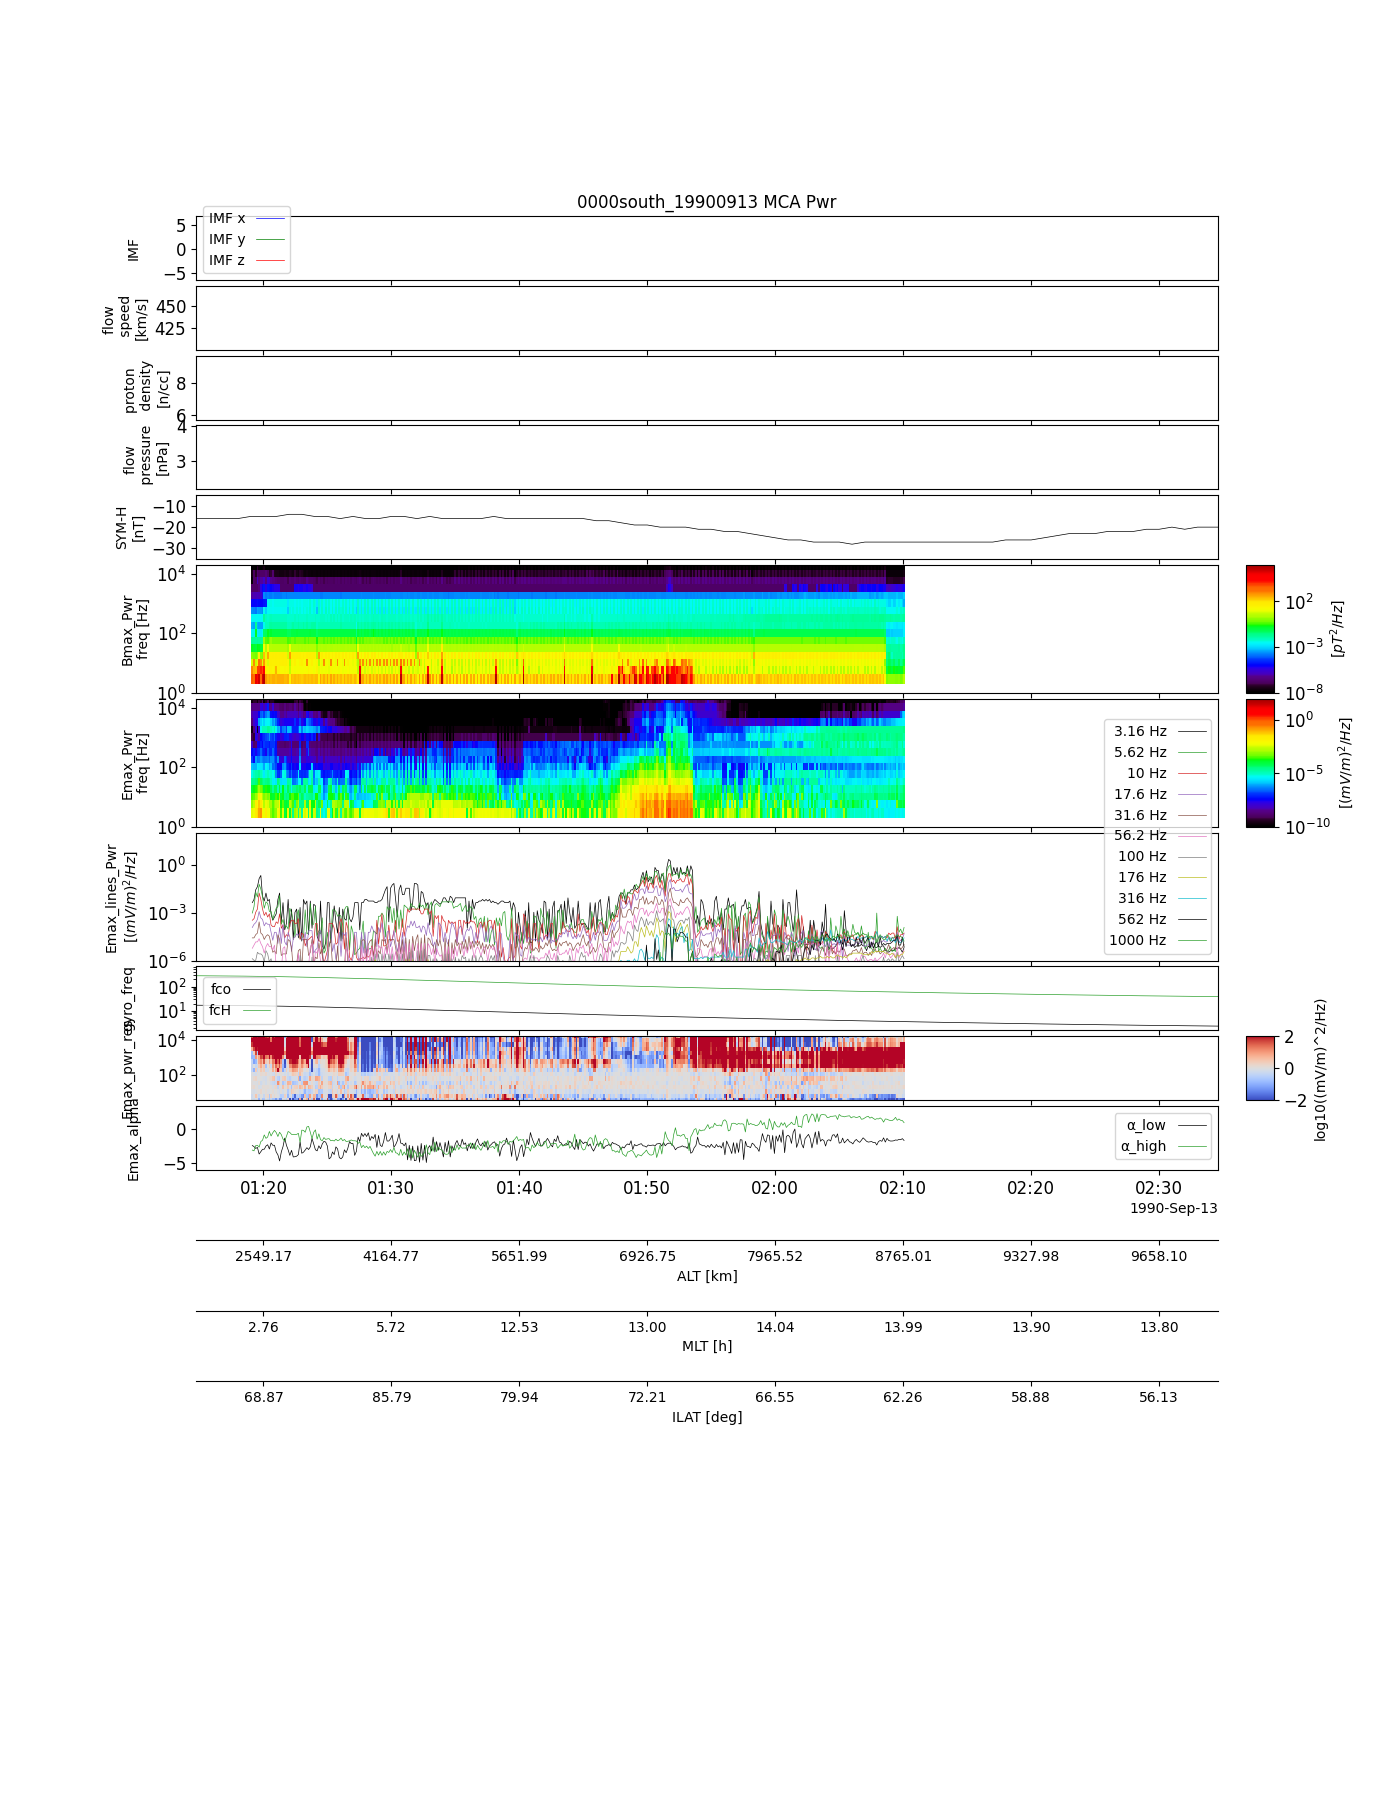 0000south_19900913 MCA Pwr
IMF
5
0
−5
IMF x
IMF y
IMF z
flow
speed
[km/s]
450
425
proton
density
[n/cc]
8
6
flow
pressure
[nPa]
4
3
SYM-H
[nT]
−10
−20
−30
Bmax_Pwr
freq [Hz]
10^4
10^2
10^0
10^2
10^−3
10^−8
[pT^2/Hz]
Emax_Pwr
freq [Hz]
10^4
10^2
10^0
10^0
10^−5
10^−10
[(mV/m)^2/Hz]
3.16 Hz
5.62 Hz
10 Hz
17.6 Hz
31.6 Hz
56.2 Hz
100 Hz
176 Hz
316 Hz
562 Hz
1000 Hz
Emax_lines_Pwr
[(mV/m)^2/Hz]
10^0
10^−3
10^−6
gyro_freq
10^2
10^1
fco
fcH
Emax_pwr_res
10^4
10^2
2
0
−2
log10((mV/m)^2/Hz)
Emax_alpha
0
−5
α_low
α_high
01:20 01:30 01:40 01:50 02:00 02:10 02:20 02:30
1990-Sep-13
2549.17 4164.77 5651.99 6926.75 7965.52 8765.01 9327.98 9658.10
ALT [km]
2.76 5.72 12.53 13.00 14.04 13.99 13.90 13.80
MLT [h]
68.87 85.79 79.94 72.21 66.55 62.26 58.88 56.13
ILAT [deg]